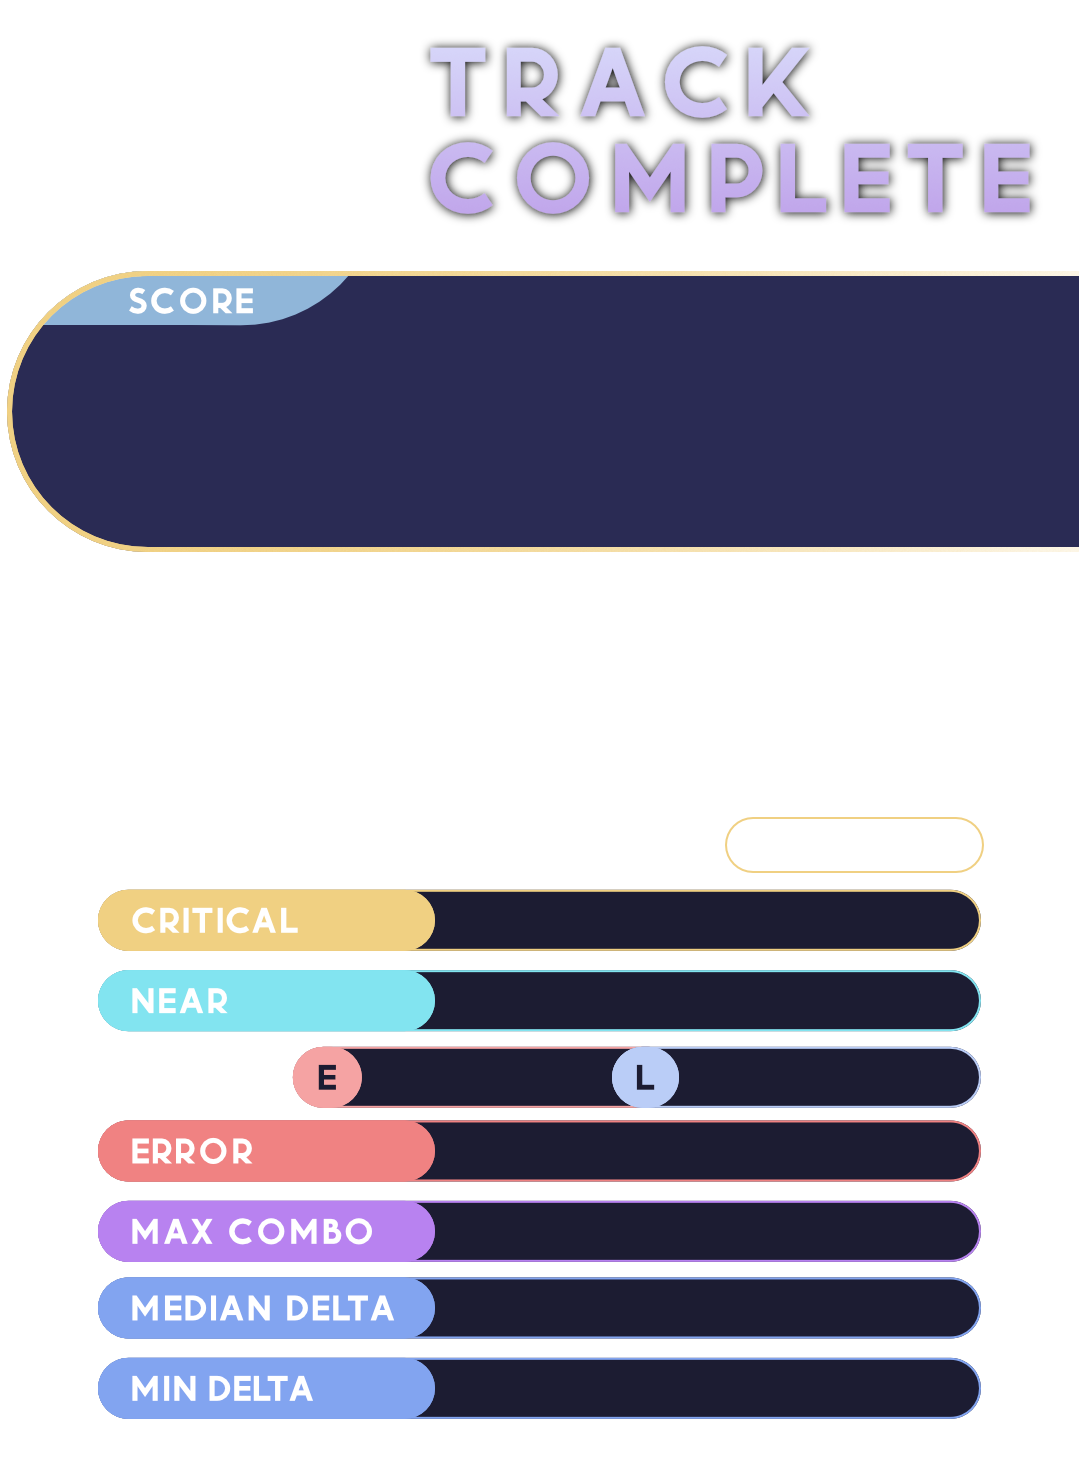 TRACK
COMPLETE
SCORE
CRITICAL
NEAR
E L
ERROR
MAX COMBO
MEDIAN DELTA
MIN DELTA